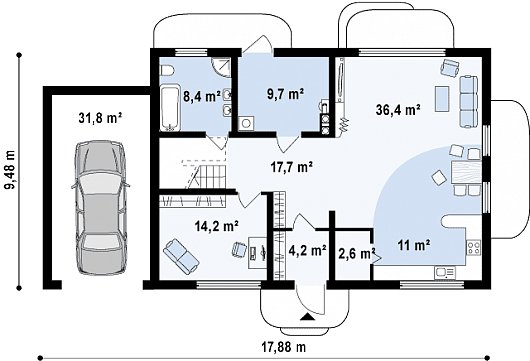 8,4 m²
9,7 m²
36,4 m²
31,8 m²
17,7 m²
9,48 m
14,2 m²
4,2 m²
2,6 m²
11 m²
17,88 m